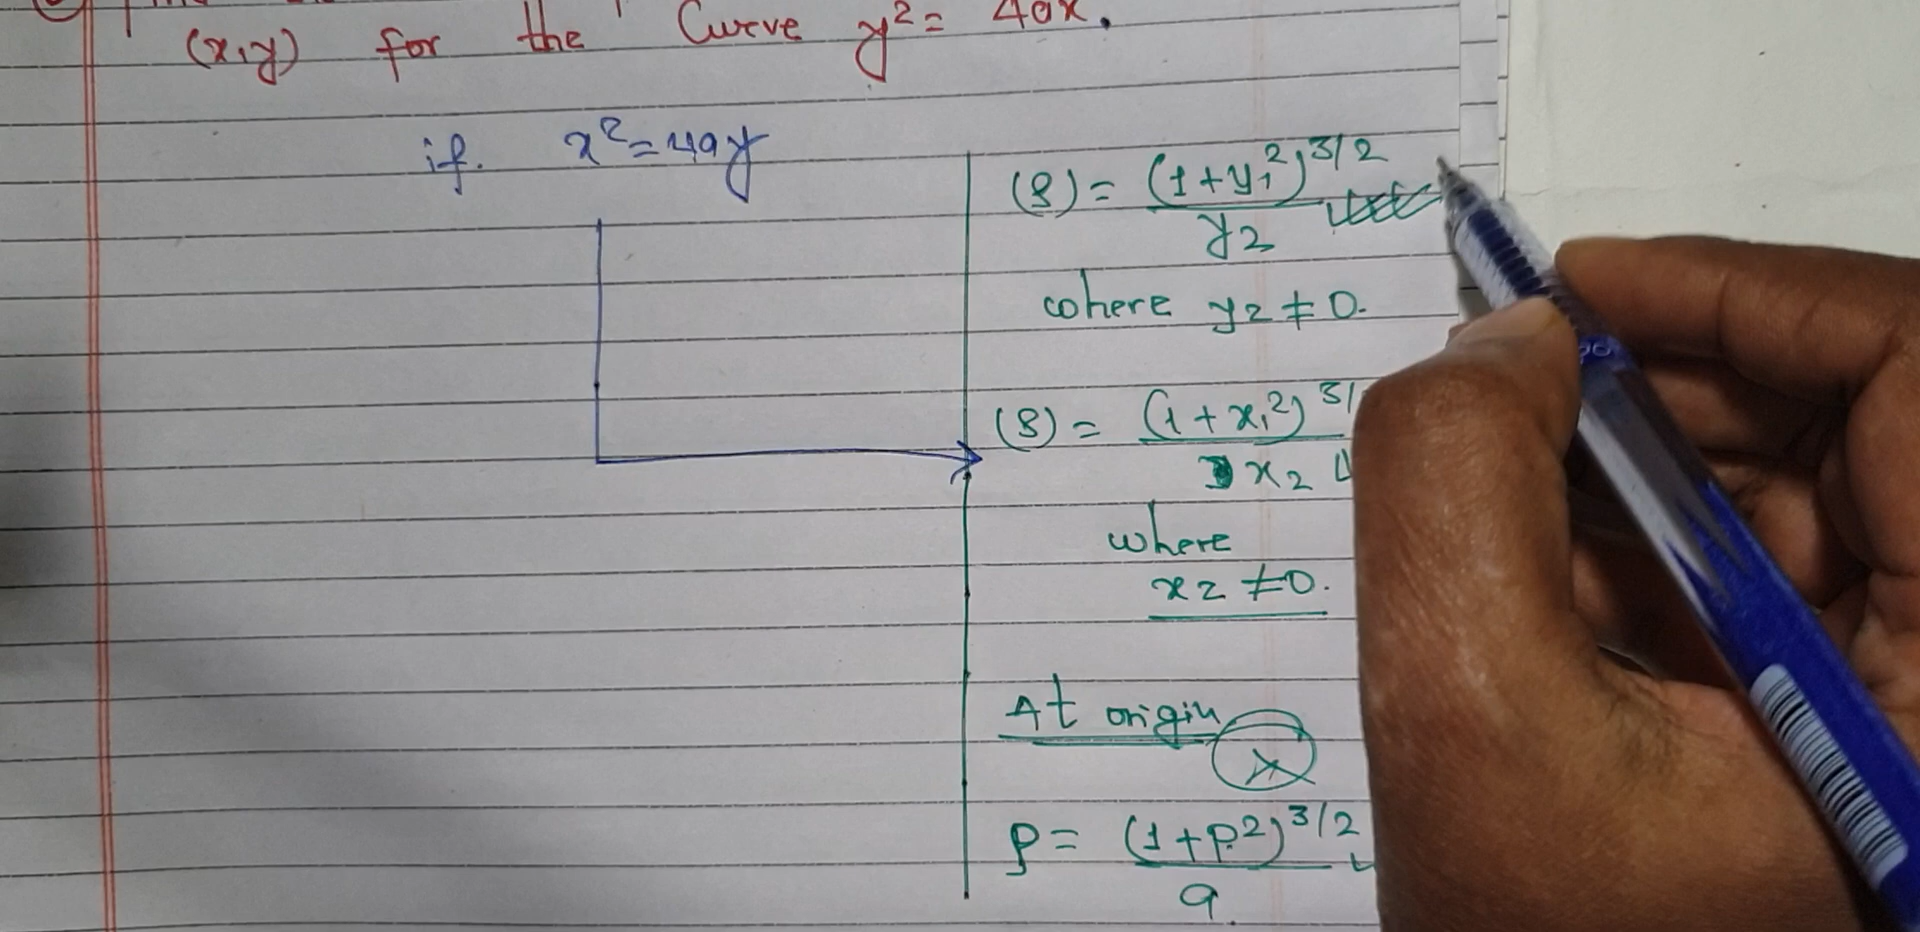 (x,y) for the Curve y² = 4ax.
if. x² = 4ay
(ρ) = (1+y₁²)^3/2 / y₂
where y₂ ≠ 0.
(ρ) = (1+x₁²)^3/ / x₂
where
x₂ ≠ 0.
At origin
ρ = (1+p²)^3/2 / q.